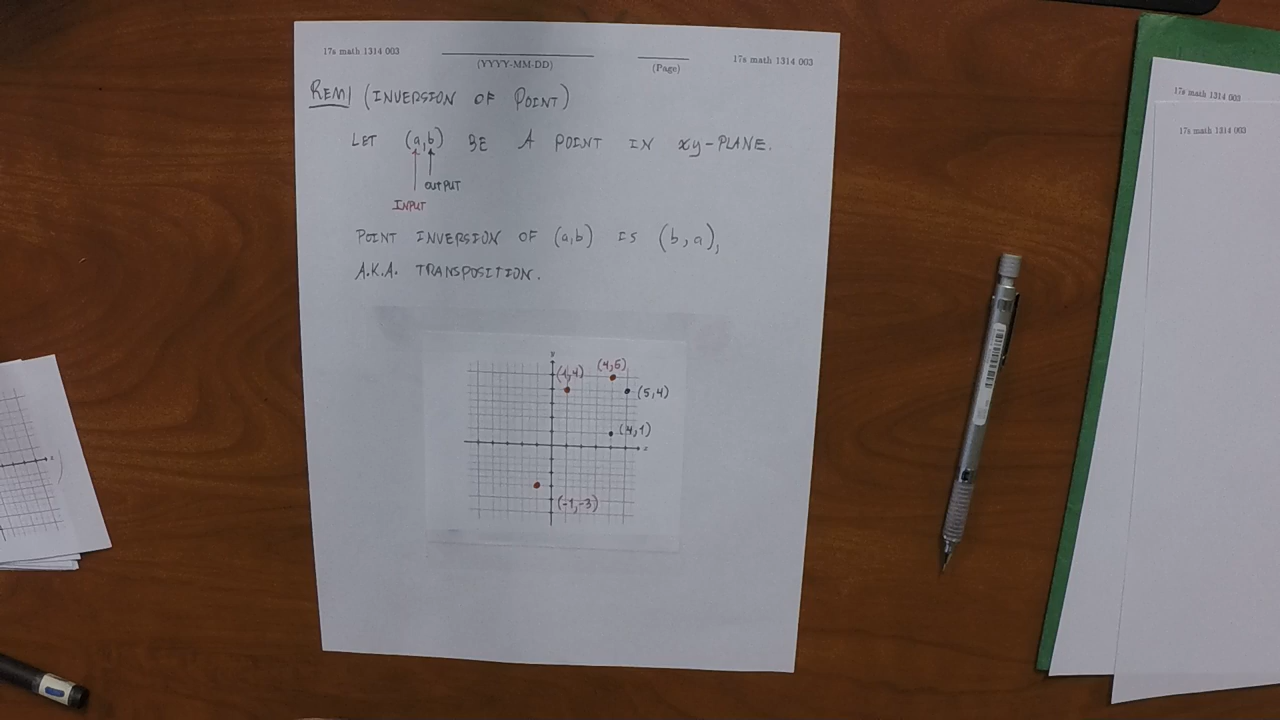 17s math 1314 003
(YYYY-MM-DD)
(Page)
17s math 1314 003
REM) (INVERSION OF POINT)
LET (a,b) BE A POINT IN xy-PLANE.
OUTPUT
INPUT
POINT INVERSION OF (a,b) IS (b,a),
A.K.A. TRANSPOSITION.
y
(1,4)
(4,5)
(5,4)
(4,1)
x
(-1,-3)
17s math 1314 003
17s math 1314 003